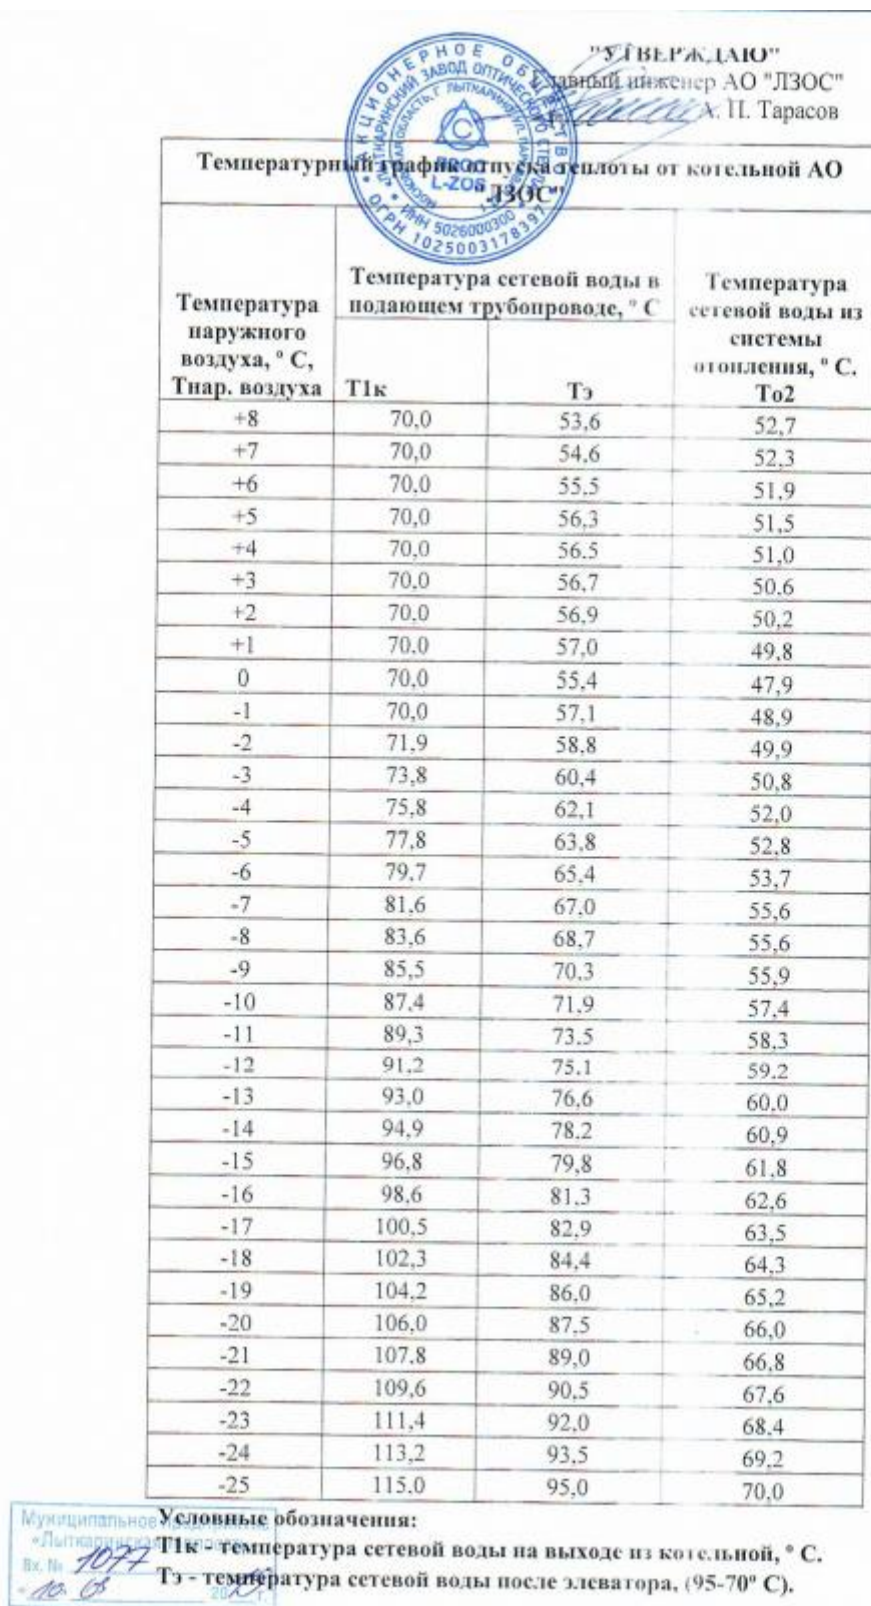 "УТВЕРЖДАЮ"
Главный инженер АО "ЛЗОС"
А. П. Тарасов
АКЦИОНЕРНОЕ ОБЩЕСТВО
ЛЫТКАРИНСКИЙ ЗАВОД ОПТИЧЕСКОГО СТЕКЛА
L-ZOS
ИНН 5026000300
ОГРН 1025003178397
Температурный график отпуска теплоты от котельной АО
"ЛЗОС"
Температура
наружного
воздуха, ° С,
Тнар. воздуха
Температура сетевой воды в
подающем трубопроводе, ° С
Температура
сетевой воды из
системы
отопления, ° С.
То2
Т1к Тэ
+8 70,0 53,6 52,7
+7 70,0 54,6 52,3
+6 70,0 55,5 51,9
+5 70,0 56,3 51,5
+4 70,0 56,5 51,0
+3 70,0 56,7 50,6
+2 70,0 56,9 50,2
+1 70,0 57,0 49,8
0 70,0 55,4 47,9
-1 70,0 57,1 48,9
-2 71,9 58,8 49,9
-3 73,8 60,4 50,8
-4 75,8 62,1 52,0
-5 77,8 63,8 52,8
-6 79,7 65,4 53,7
-7 81,6 67,0 55,6
-8 83,6 68,7 55,6
-9 85,5 70,3 55,9
-10 87,4 71,9 57,4
-11 89,3 73,5 58,3
-12 91,2 75,1 59,2
-13 93,0 76,6 60,0
-14 94,9 78,2 60,9
-15 96,8 79,8 61,8
-16 98,6 81,3 62,6
-17 100,5 82,9 63,5
-18 102,3 84,4 64,3
-19 104,2 86,0 65,2
-20 106,0 87,5 66,0
-21 107,8 89,0 66,8
-22 109,6 90,5 67,6
-23 111,4 92,0 68,4
-24 113,2 93,5 69,2
-25 115,0 95,0 70,0
Условные обозначения:
Т1к - температура сетевой воды на выходе из котельной, ° С.
Тэ - температура сетевой воды после элеватора, (95-70° С).
Муниципальное
Вх. № 1077